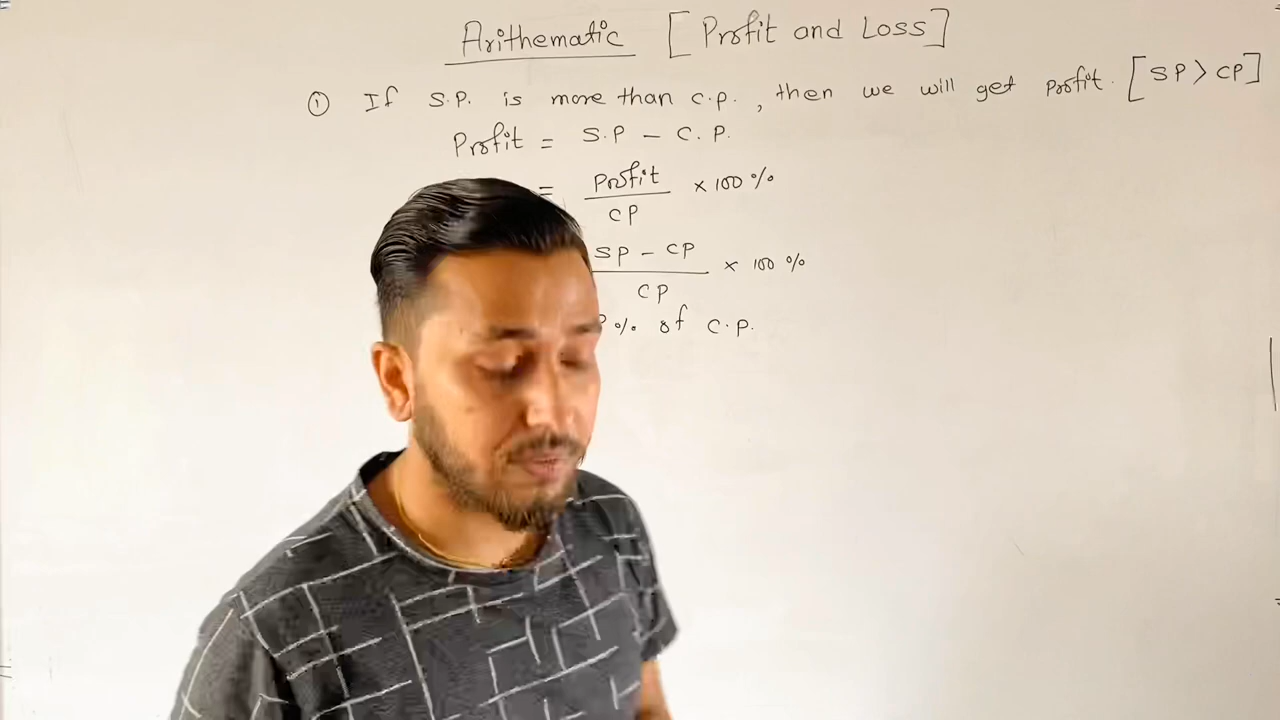 Arithematic [Profit and Loss]
① If S.P. is more than C.P., then we will get Profit. [SP > CP]
Profit = S.P - C.P.
= Profit / CP × 100 %
SP - CP / CP × 100 %
% of C.P.